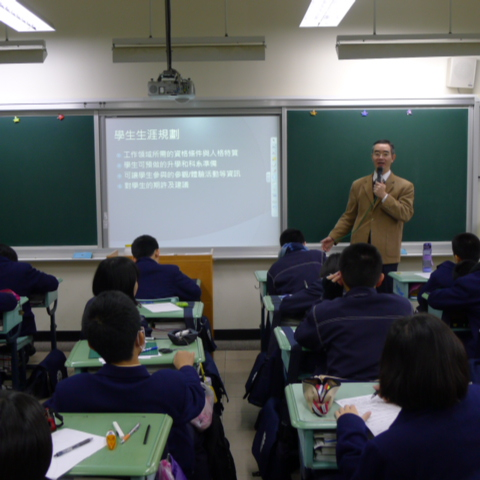 學生生涯規劃
工作領域所需的資格條件與人格特質
學生可預做的升學和科系準備
可讓學生參與的參觀/體驗活動等資訊
對學生的期許及建議